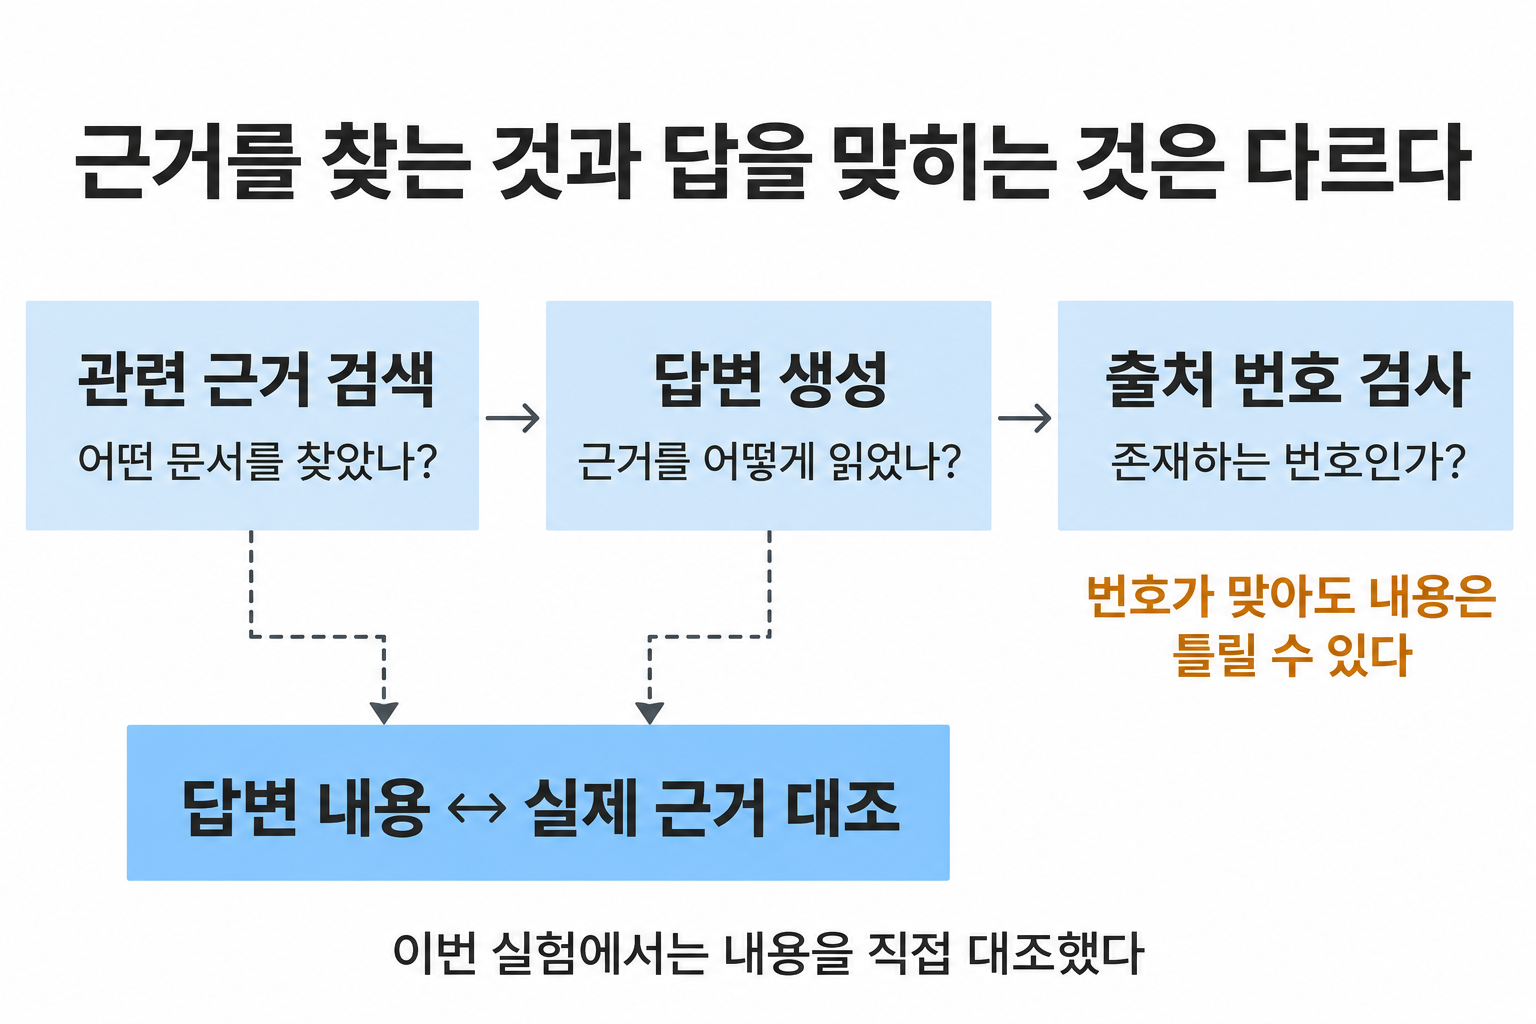 근거를 찾는 것과 답을 맞히는 것은 다르다
관련 근거 검색
어떤 문서를 찾았나?
답변 생성
근거를 어떻게 읽었나?
출처 번호 검사
존재하는 번호인가?
번호가 맞아도 내용은
틀릴 수 있다
답변 내용 ↔ 실제 근거 대조
이번 실험에서는 내용을 직접 대조했다